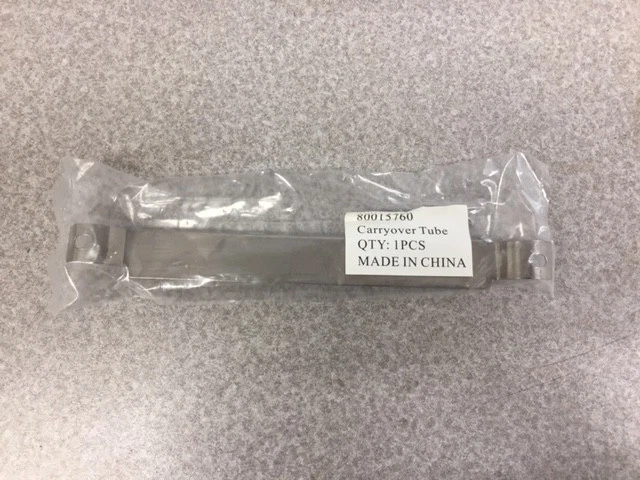 80015760
Carryover Tube
QTY: 1PCS
MADE IN CHINA